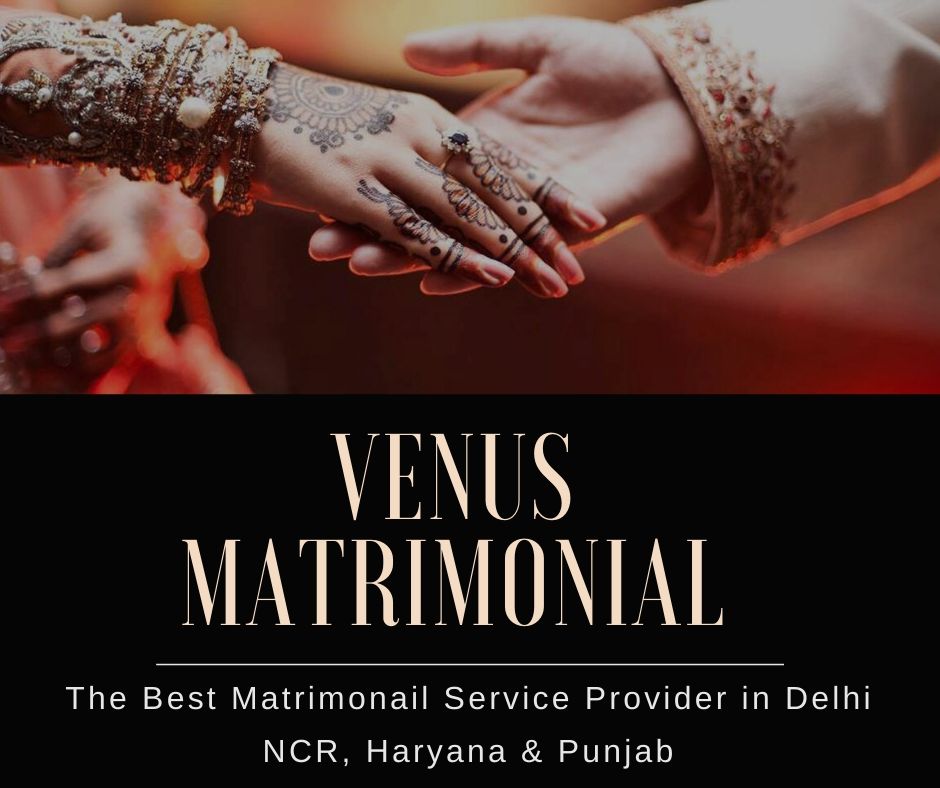 VENUS
MATRIMONIAL
The Best Matrimonail Service Provider in Delhi
NCR, Haryana & Punjab